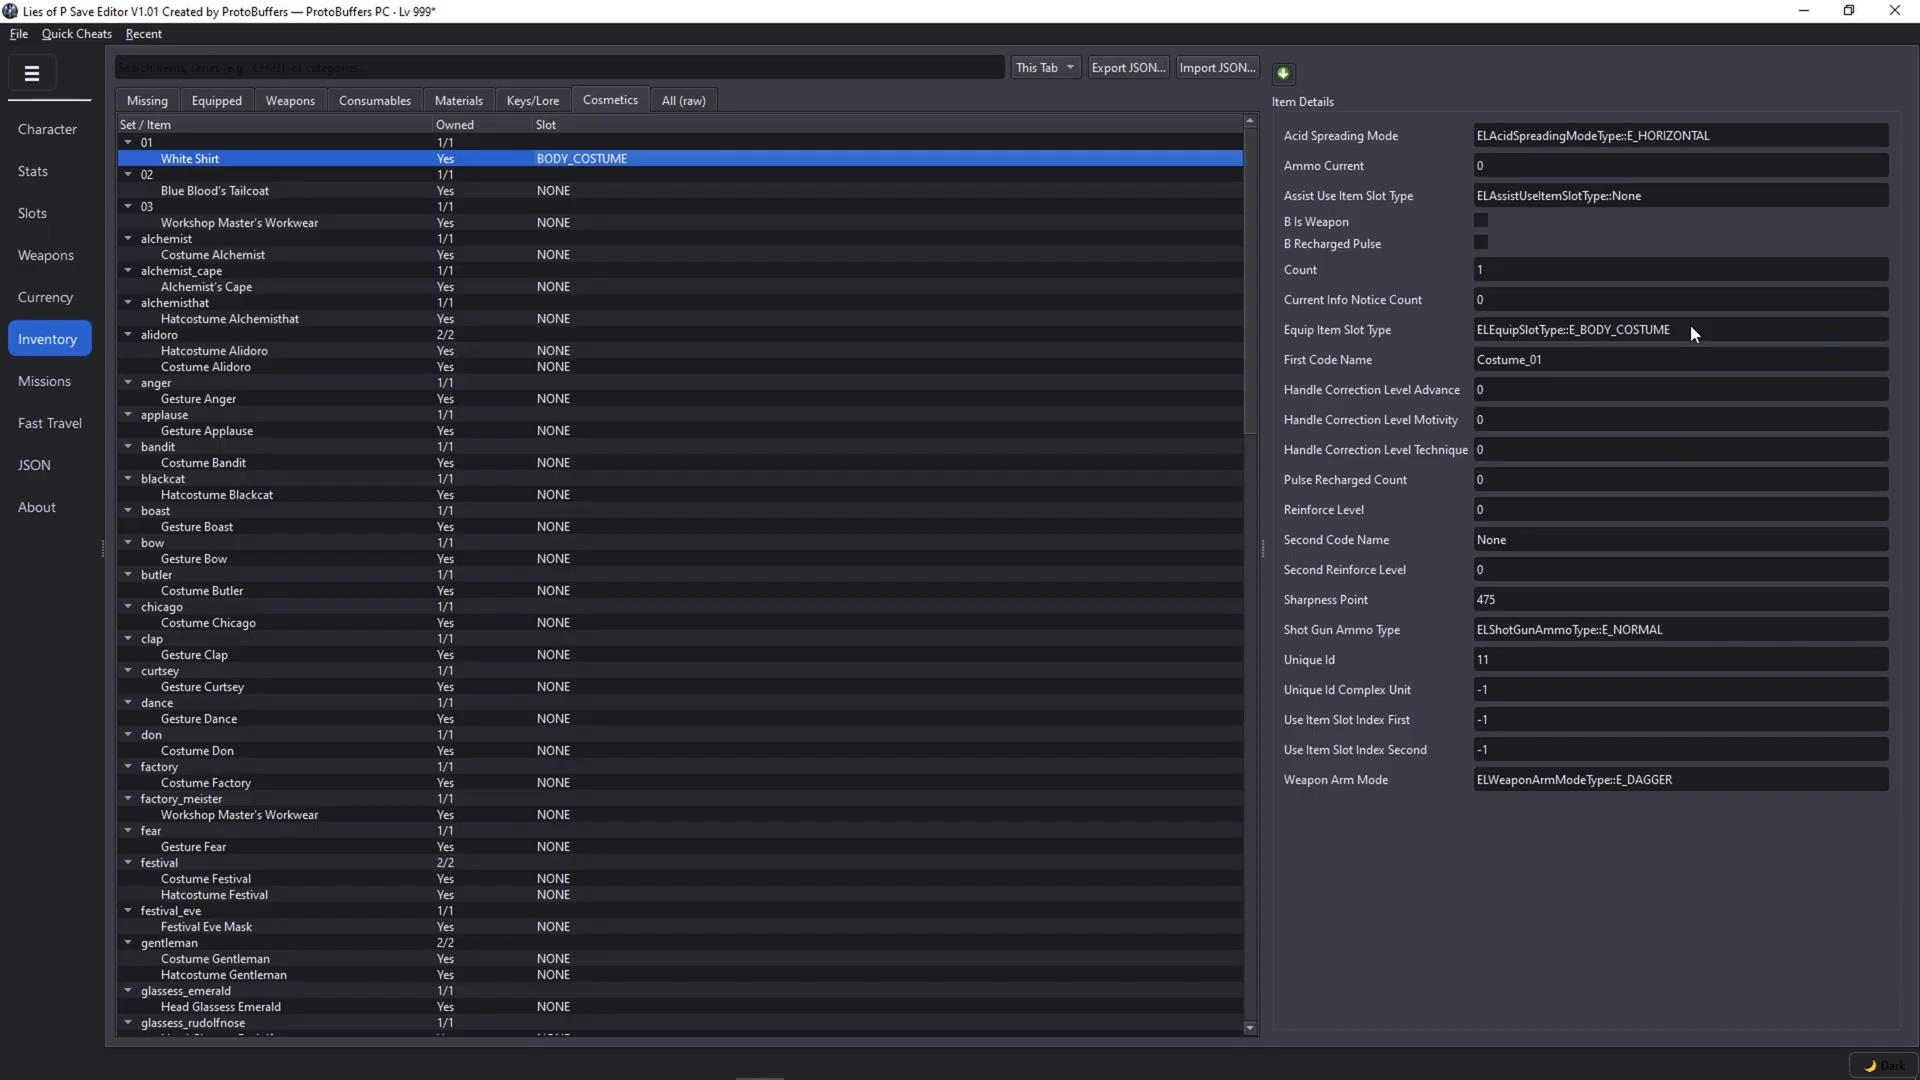 Lies of P Save Editor V1.01 Created by ProtoBuffers — ProtoBuffers PC · Lv 999*
File Quick Cheats Recent
Search items, series (e.g., CH03), or categories...
This Tab Export JSON... Import JSON...
Missing Equipped Weapons Consumables Materials Keys/Lore Cosmetics All (raw)
Character
Stats
Slots
Weapons
Currency
Inventory
Missions
Fast Travel
JSON
About
Set / Item Owned Slot
01 1/1
White Shirt Yes BODY_COSTUME
02 1/1
Blue Blood's Tailcoat Yes NONE
03 1/1
Workshop Master's Workwear Yes NONE
alchemist 1/1
Costume Alchemist Yes NONE
alchemist_cape 1/1
Alchemist's Cape Yes NONE
alchemisthat 1/1
Hatcostume Alchemisthat Yes NONE
alidoro 2/2
Hatcostume Alidoro Yes NONE
Costume Alidoro Yes NONE
anger 1/1
Gesture Anger Yes NONE
applause 1/1
Gesture Applause Yes NONE
bandit 1/1
Costume Bandit Yes NONE
blackcat 1/1
Hatcostume Blackcat Yes NONE
boast 1/1
Gesture Boast Yes NONE
bow 1/1
Gesture Bow Yes NONE
butler 1/1
Costume Butler Yes NONE
chicago 1/1
Costume Chicago Yes NONE
clap 1/1
Gesture Clap Yes NONE
curtsey 1/1
Gesture Curtsey Yes NONE
dance 1/1
Gesture Dance Yes NONE
don 1/1
Costume Don Yes NONE
factory 1/1
Costume Factory Yes NONE
factory_meister 1/1
Workshop Master's Workwear Yes NONE
fear 1/1
Gesture Fear Yes NONE
festival 2/2
Costume Festival Yes NONE
Hatcostume Festival Yes NONE
festival_eve 1/1
Festival Eve Mask Yes NONE
gentleman 2/2
Costume Gentleman Yes NONE
Hatcostume Gentleman Yes NONE
glassess_emerald 1/1
Head Glassess Emerald Yes NONE
glassess_rudolfnose 1/1
Item Details
Acid Spreading Mode ELAcidSpreadingModeType::E_HORIZONTAL
Ammo Current 0
Assist Use Item Slot Type ELAssistUseItemSlotType::None
B Is Weapon
B Recharged Pulse
Count 1
Current Info Notice Count 0
Equip Item Slot Type ELEquipSlotType::E_BODY_COSTUME
First Code Name Costume_01
Handle Correction Level Advance 0
Handle Correction Level Motivity 0
Handle Correction Level Technique 0
Pulse Recharged Count 0
Reinforce Level 0
Second Code Name None
Second Reinforce Level 0
Sharpness Point 475
Shot Gun Ammo Type ELShotGunAmmoType::E_NORMAL
Unique Id 11
Unique Id Complex Unit -1
Use Item Slot Index First -1
Use Item Slot Index Second -1
Weapon Arm Mode ELWeaponArmModeType::E_DAGGER
Dark